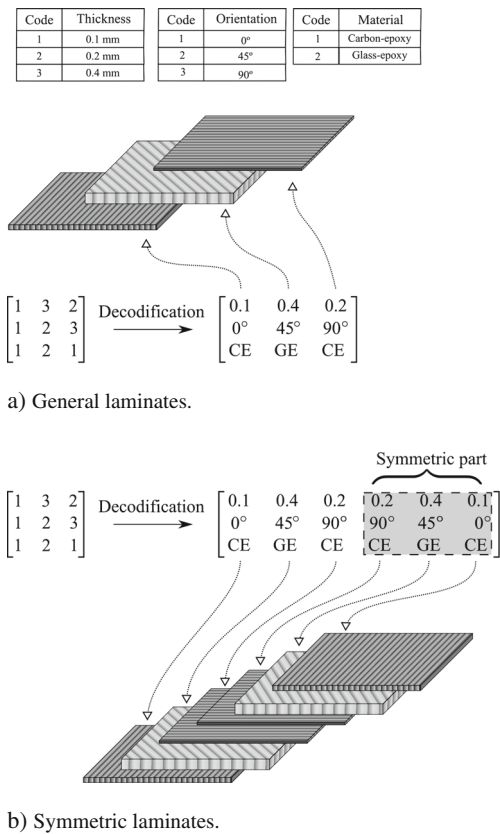 Code Thickness Code Orientation Code Material
1 0.1 mm 1 0º 1 Carbon-epoxy
2 0.2 mm 2 45º 2 Glass-epoxy
3 0.4 mm 3 90º
1 3 2 Decodification 0.1 0.4 0.2
1 2 3 0° 45° 90°
1 2 1 CE GE CE
a) General laminates.
Symmetric part
1 3 2 Decodification 0.1 0.4 0.2 0.2 0.4 0.1
1 2 3 0° 45° 90° 90° 45° 0°
1 2 1 CE GE CE CE GE CE
b) Symmetric laminates.